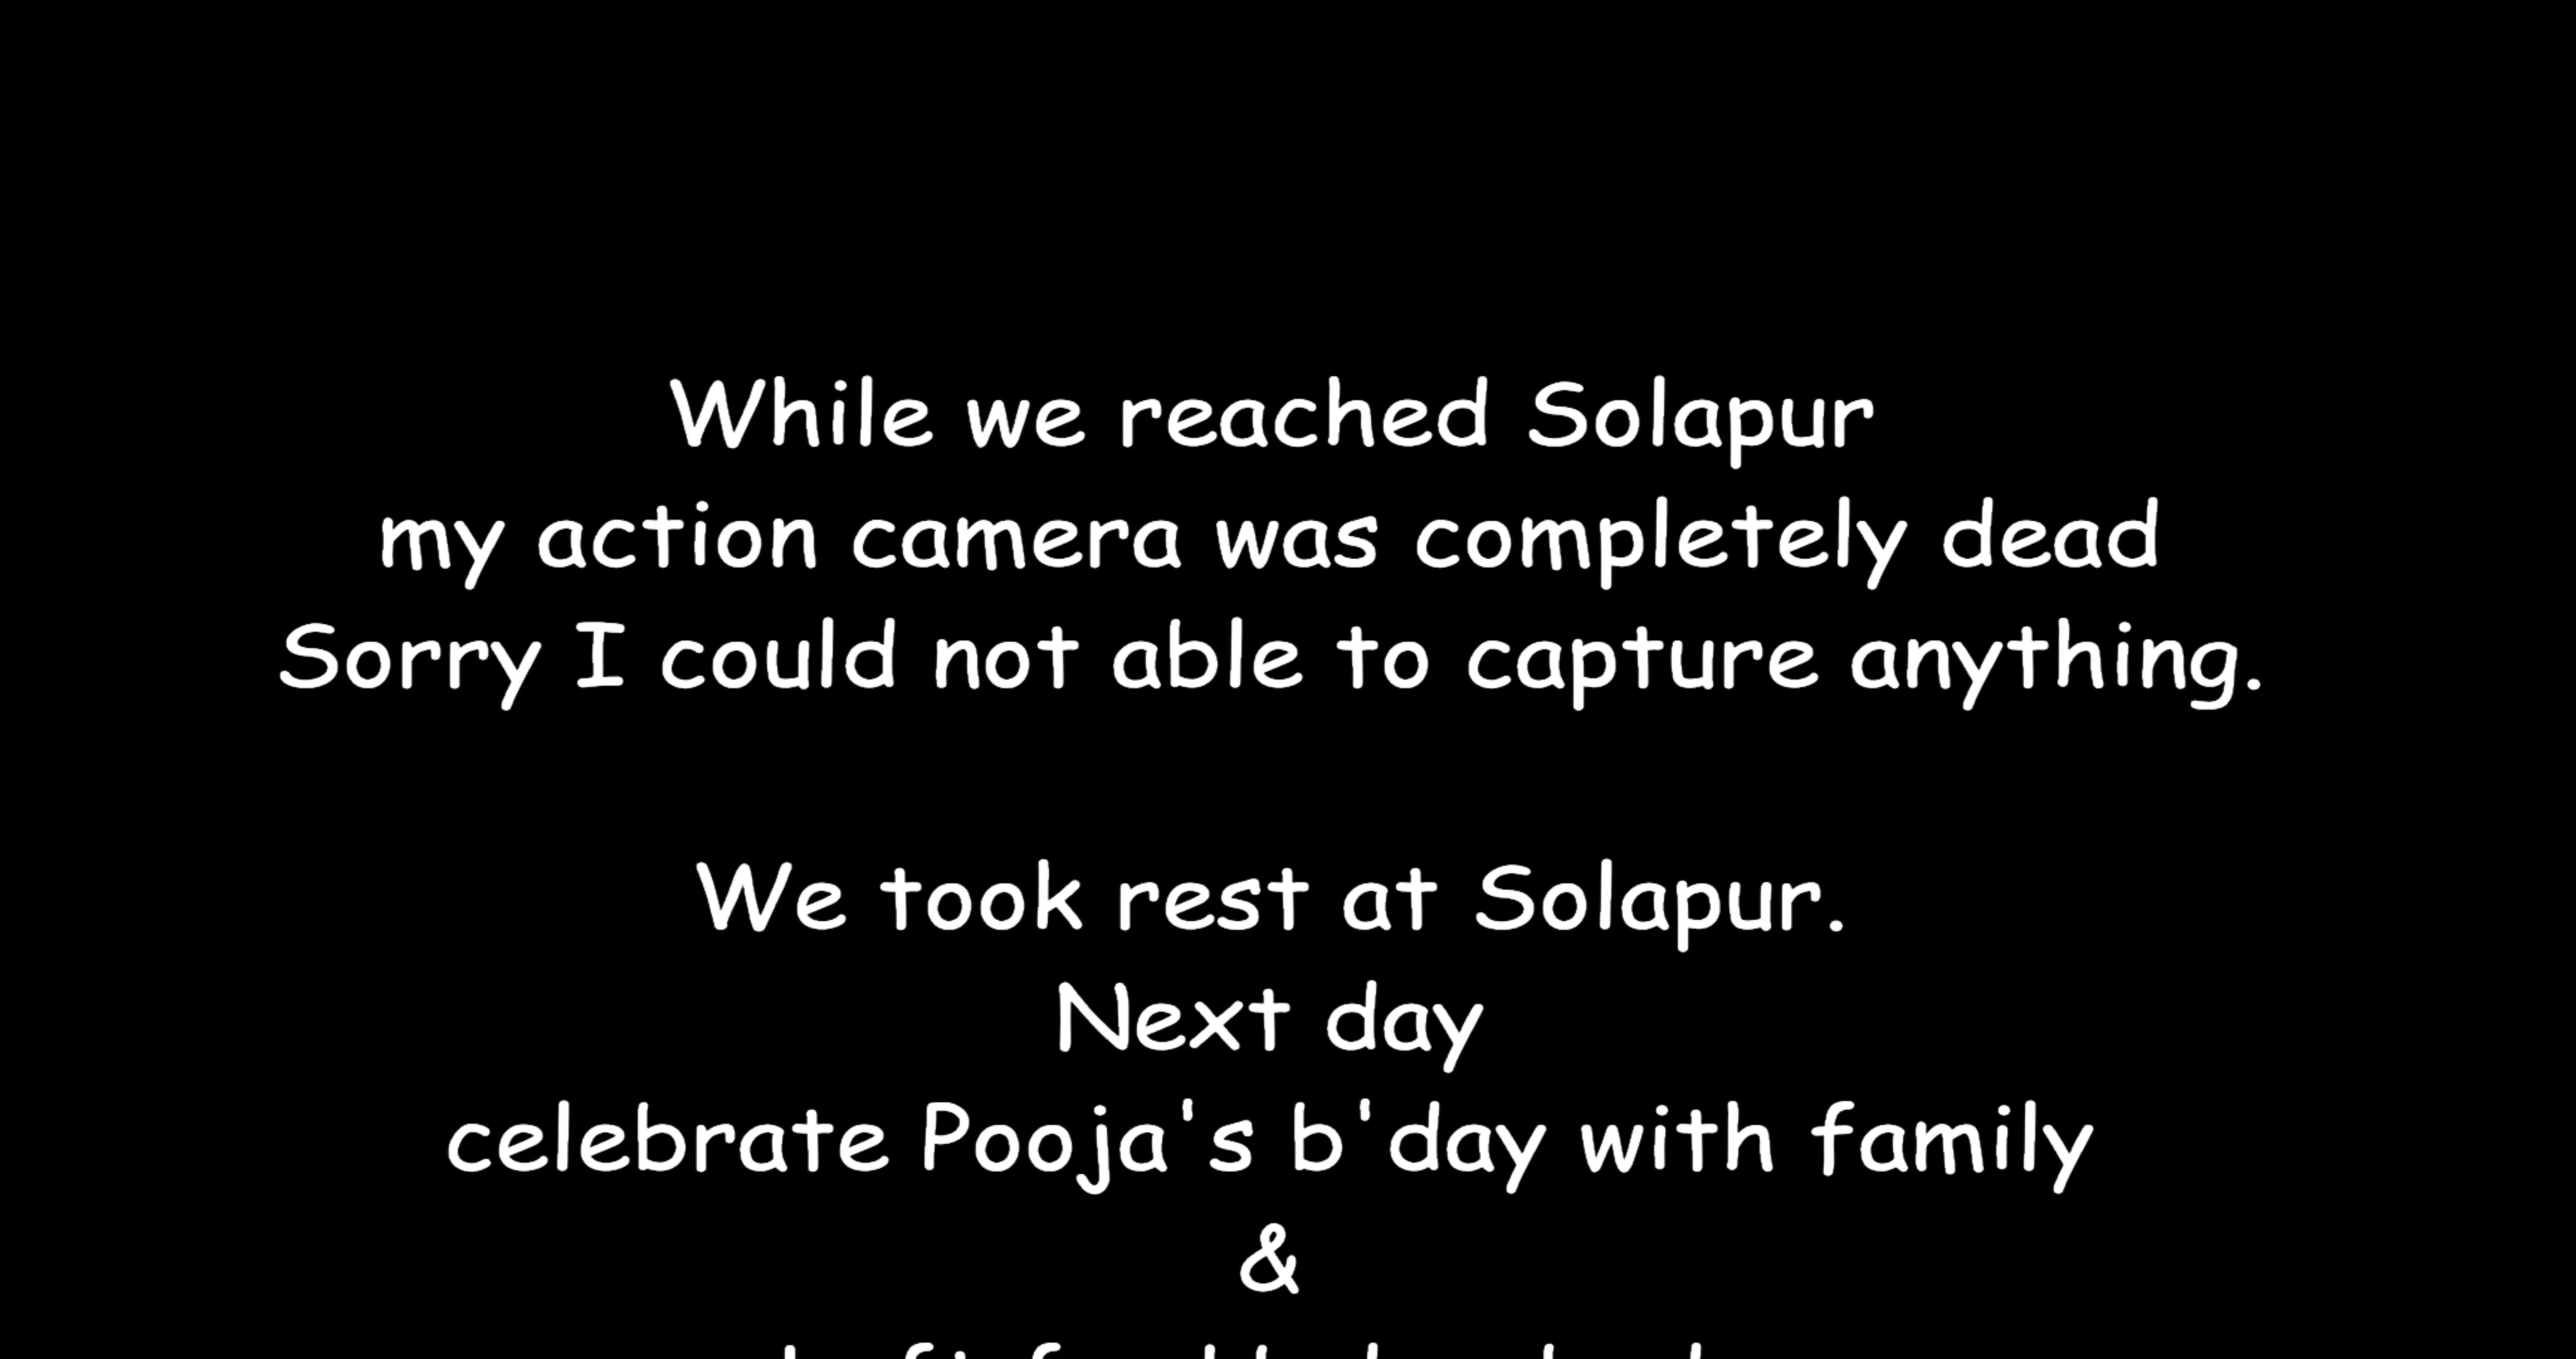 While we reached Solapur
my action camera was completely dead
Sorry I could not able to capture anything.
We took rest at Solapur.
Next day
celebrate Pooja's b'day with family
&